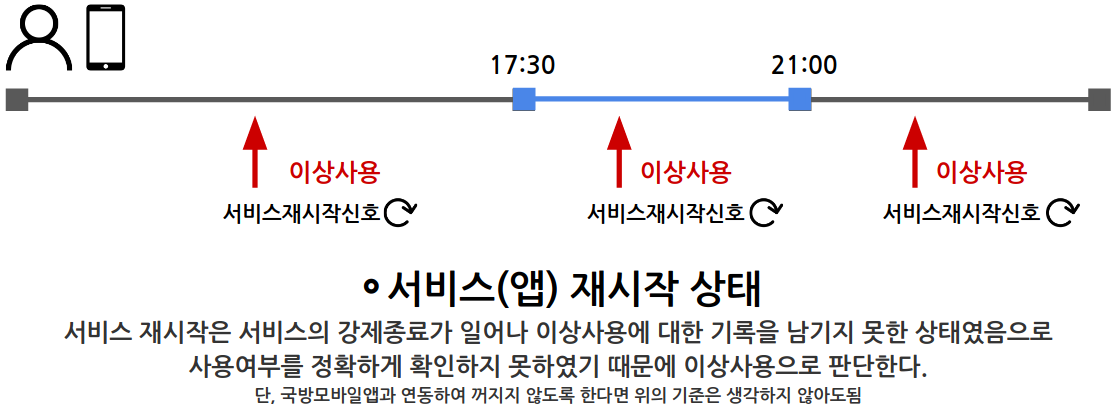 17:30 21:00
이상사용 이상사용 이상사용
서비스재시작신호 서비스재시작신호 서비스재시작신호
서비스(앱) 재시작 상태
서비스 재시작은 서비스의 강제종료가 일어나 이상사용에 대한 기록을 남기지 못한 상태였음으로
사용여부를 정확하게 확인하지 못하였기 때문에 이상사용으로 판단한다.
단, 국방모바일앱과 연동하여 꺼지지 않도록 한다면 위의 기준은 생각하지 않아도됨